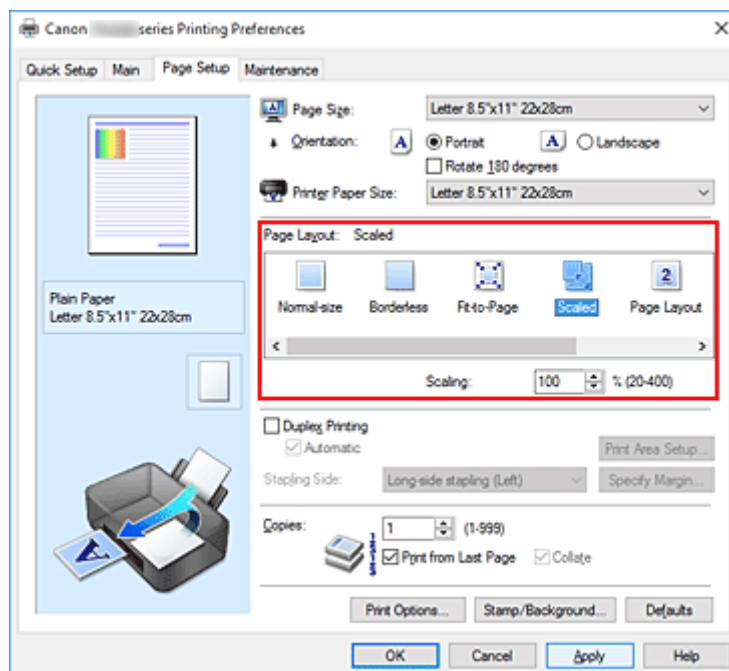 Canon series Printing Preferences
Quick Setup Main Page Setup Maintenance
Page Size: Letter 8.5"x11" 22x28cm
Orientation: A Portrait A Landscape
Rotate 180 degrees
Printer Paper Size: Letter 8.5"x11" 22x28cm
Page Layout: Scaled
Normal-size Borderless Fit-to-Page Scaled 2 Page Layout
Scaling: 100 % (20-400)
Plain Paper
Letter 8.5"x11" 22x28cm
Duplex Printing
Automatic Print Area Setup...
Stapling Side: Long-side stapling (Left) Specify Margin...
Copies: 1 (1-999)
Print from Last Page Collate
A
Print Options... Stamp/Background... Defaults
OK Cancel Apply Help